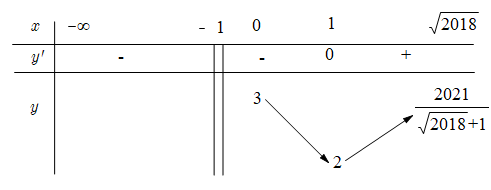 x −∞ - 1 0 1 √2018
y' - - 0 +
3 2021
y √2018+1
2